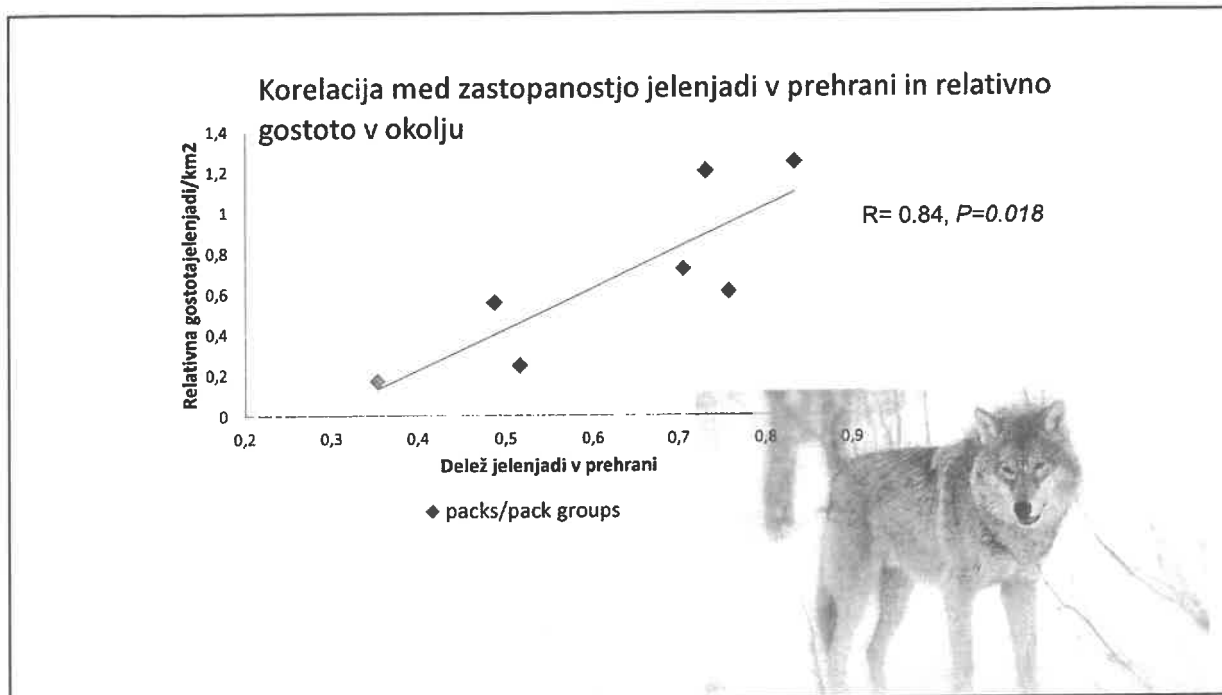 Korelacija med zastopanostjo jelenjadi v prehrani in relativno
gostoto v okolju
Relativna gostotajelenjadi/km2
1,4
1,2
1
0,8
0,6
0,4
0,2
0
0,2 0,3 0,4 0,5 0,6 0,7 0,8 0,9
Delež jelenjadi v prehrani
packs/pack groups
R= 0.84, P=0.018